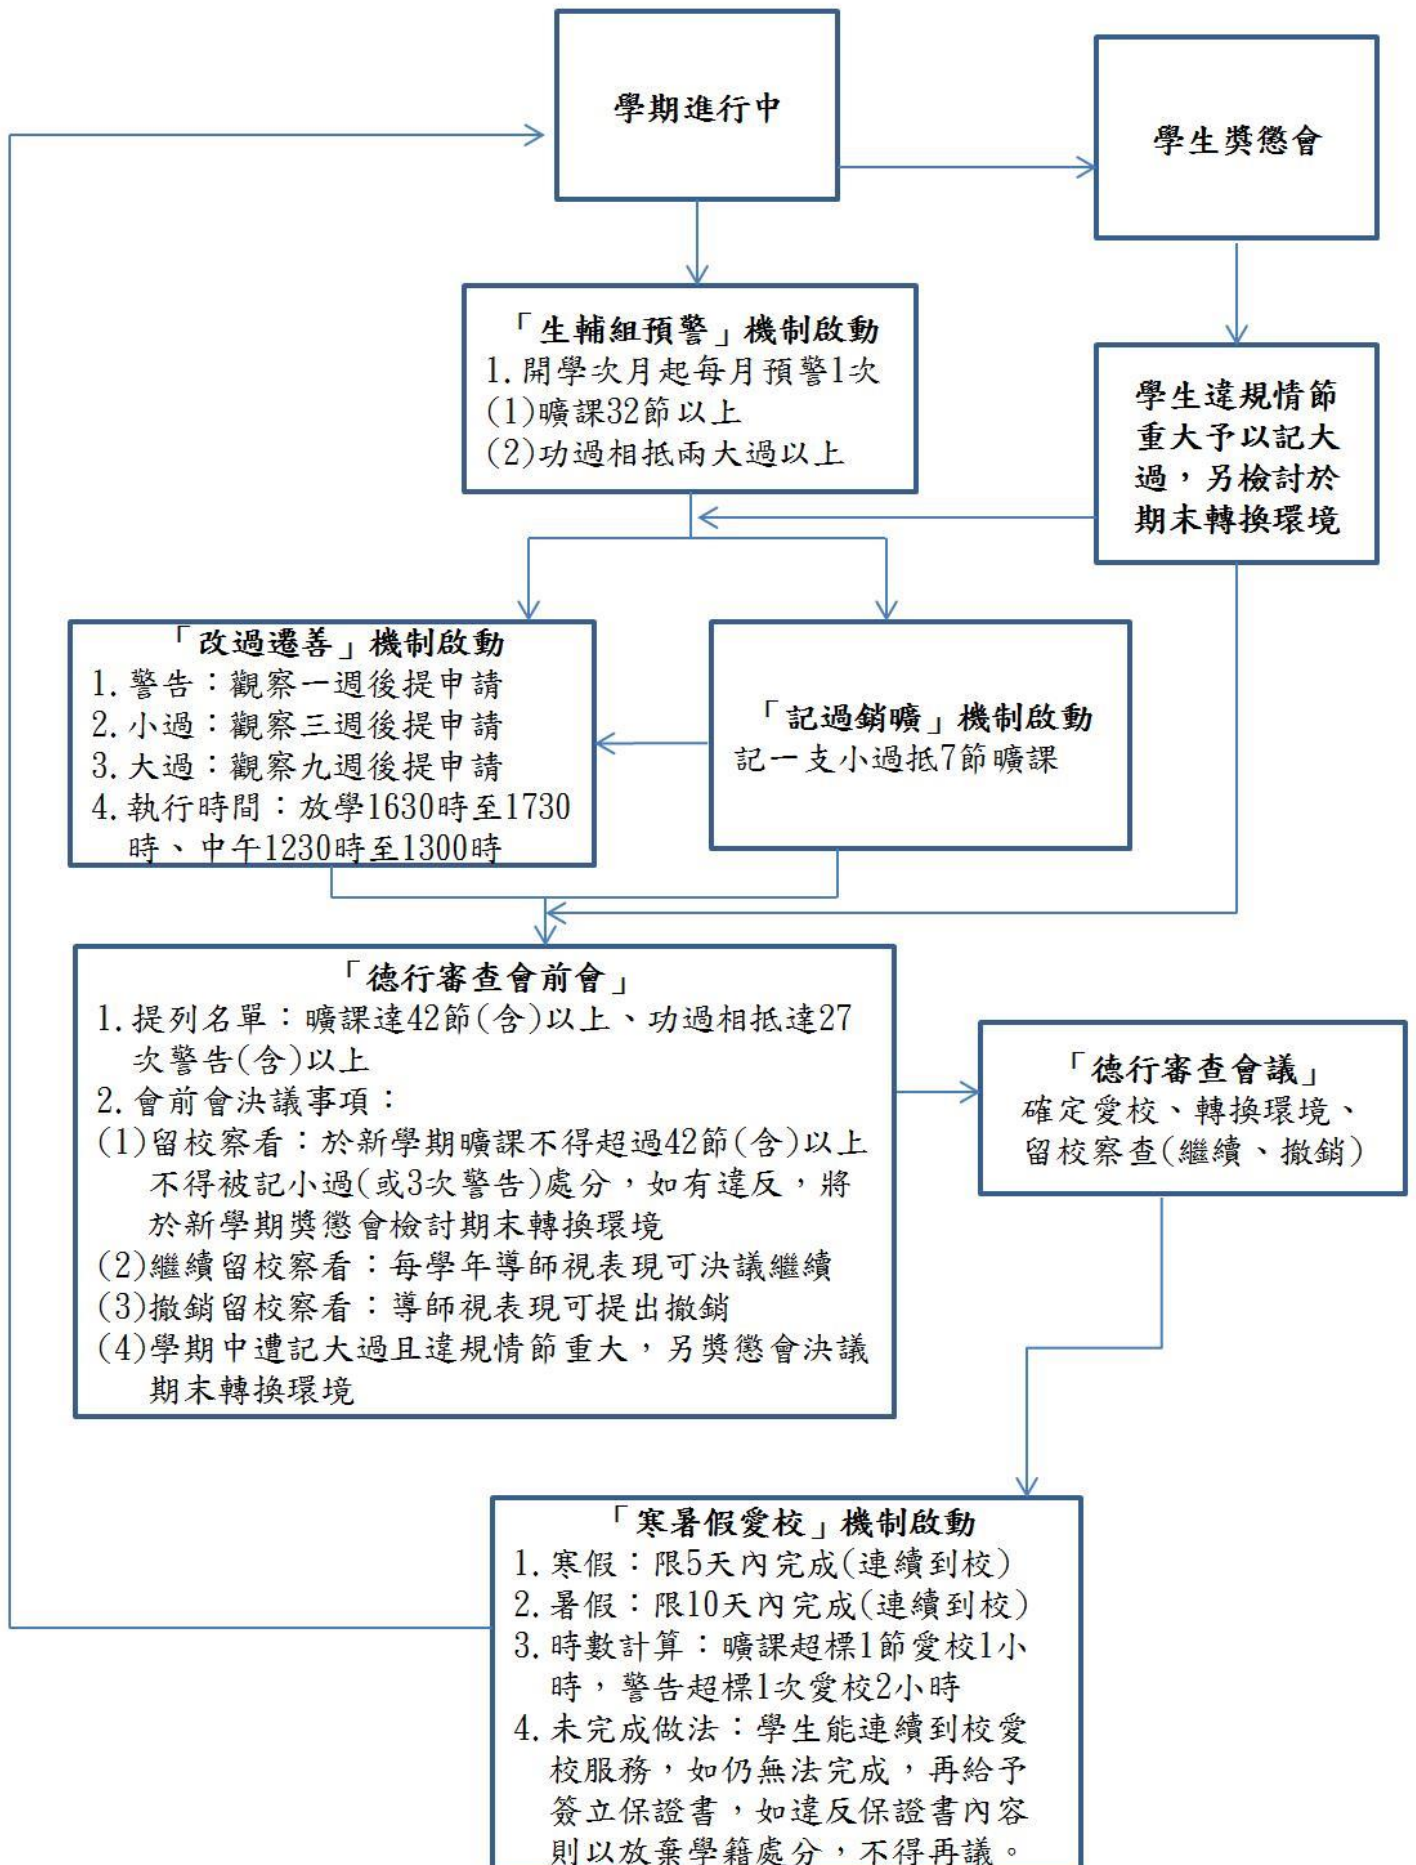 學期進行中
學生獎懲會
「生輔組預警」機制啟動
1.開學次月起每月預警1次
(1)曠課32節以上
(2)功過相抵兩大過以上
學生違規情節
重大予以記大
過，另檢討於
期末轉換環境
「改過遷善」機制啟動
1.警告：觀察一週後提申請
2.小過：觀察三週後提申請
3.大過：觀察九週後提申請
4.執行時間：放學1630時至1730
時、中午1230時至1300時
「記過銷曠」機制啟動
記一支小過抵7節曠課
「德行審查會前會」
1.提列名單：曠課達42節(含)以上、功過相抵達27
次警告(含)以上
2.會前會決議事項：
(1)留校察看：於新學期曠課不得超過42節(含)以上
不得被記小過(或3次警告)處分，如有違反，將
於新學期獎懲會檢討期末轉換環境
(2)繼續留校察看：每學年導師視表現可決議繼續
(3)撤銷留校察看：導師視表現可提出撤銷
(4)學期中遭記大過且違規情節重大，另獎懲會決議
期末轉換環境
「德行審查會議」
確定愛校、轉換環境、
留校察查(繼續、撤銷)
「寒暑假愛校」機制啟動
1.寒假：限5天內完成(連續到校)
2.暑假：限10天內完成(連續到校)
3.時數計算：曠課超標1節愛校1小
時，警告超標1次愛校2小時
4.未完成做法：學生能連續到校愛
校服務，如仍無法完成，再給予
簽立保證書，如違反保證書內容
則以放棄學籍處分，不得再議。